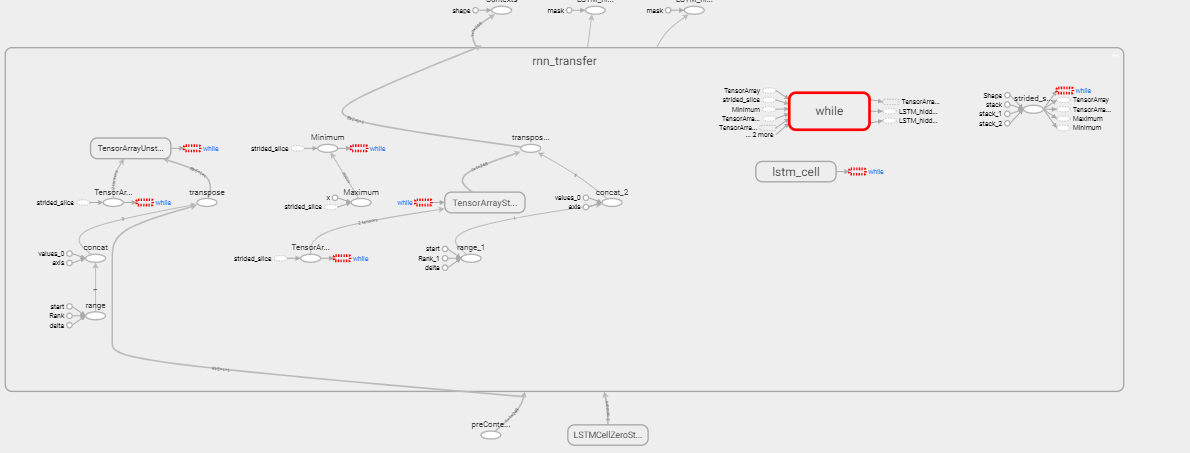 shape
mask
mask
rnn_transfer
TensorArray
strided_slice
Minimum
TensorArra...
TensorArra...
... 2 more
while
TensorArra...
LSTM_hidd...
LSTM_hidd...
Shape
stack
stack_1
stack_2
strided_s...
while
TensorArray
TensorArra...
Maximum
Minimum
lstm_cell
while
TensorArrayUnst...
while
strided_slice
Minimum
while
transpos...
strided_slice
TensorAr...
while
transpose
x
strided_slice
Maximum
while
TensorArraySt...
values_0
axis
concat_2
values_0
axis
concat
strided_slice
TensorAr...
while
start
Rank_1
delta
range_1
start
Rank
delta
range
preConte...
LSTMCellZeroSt...